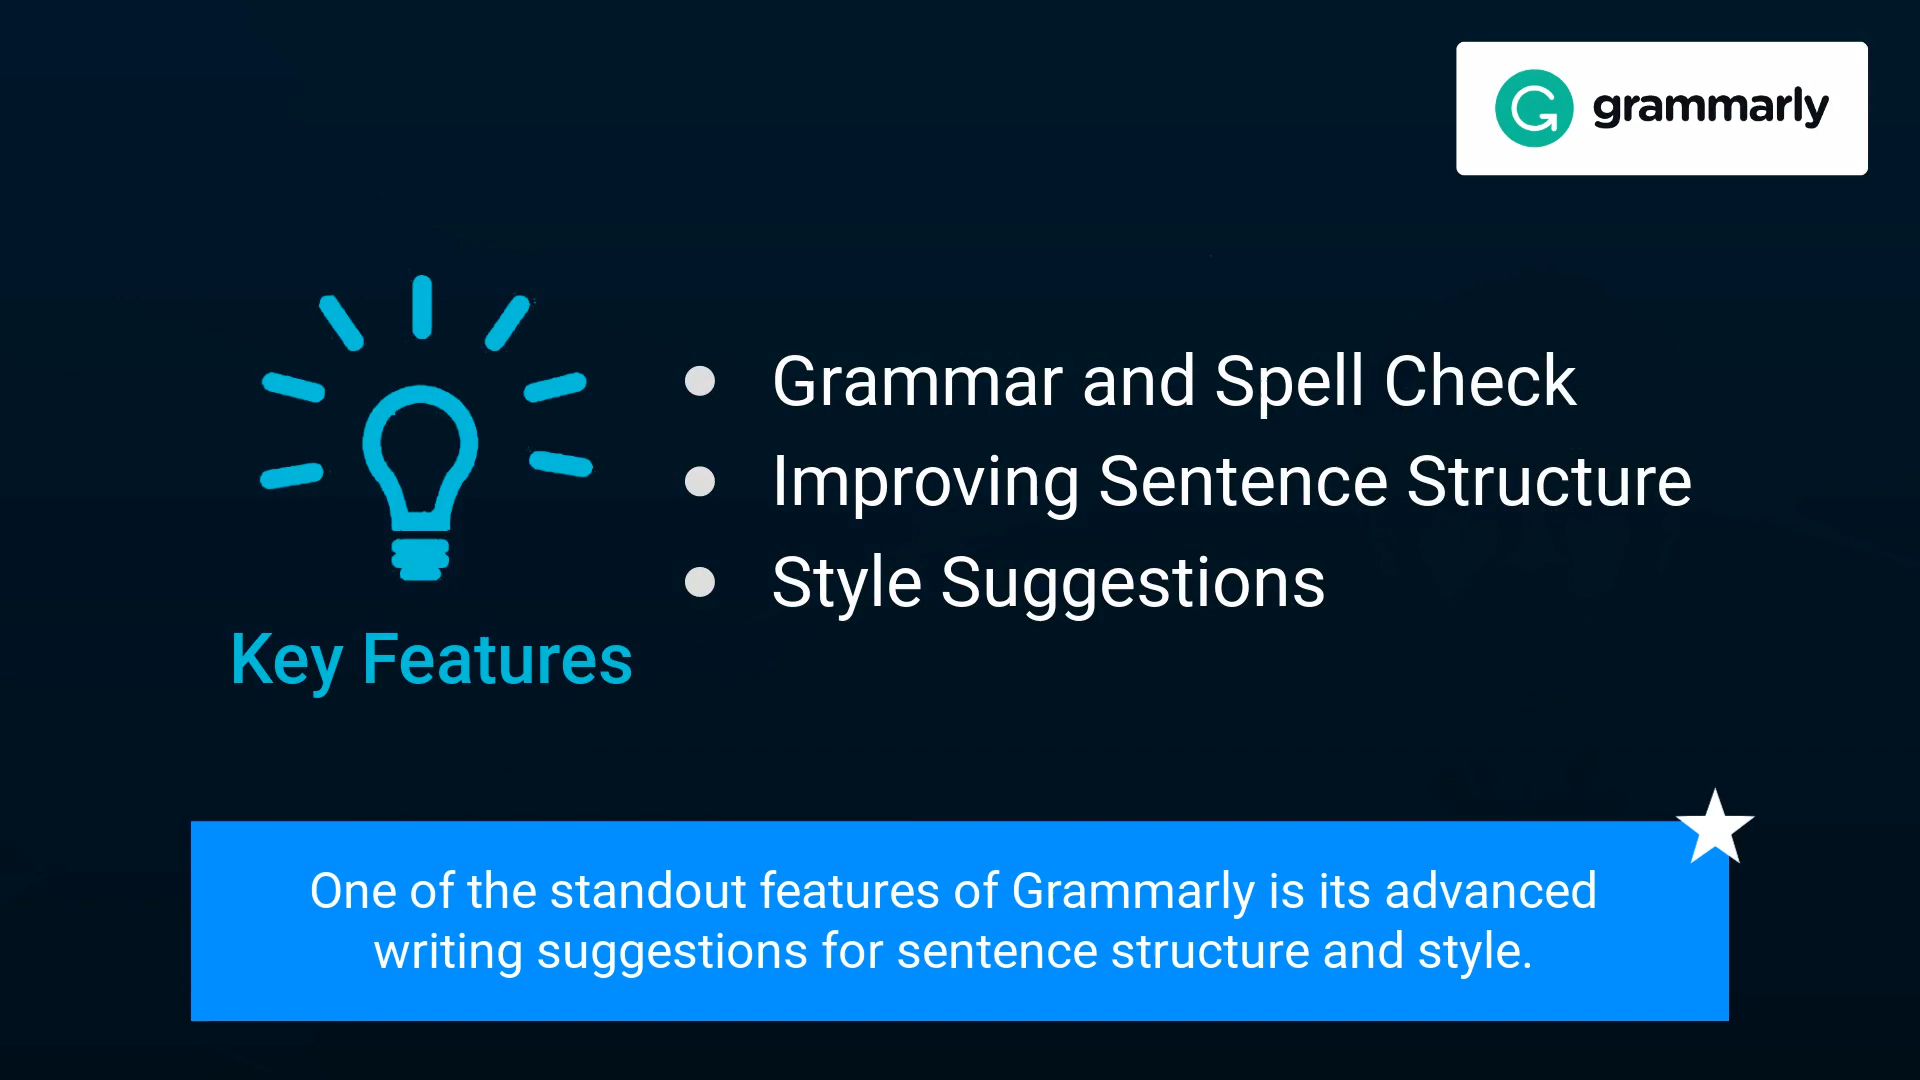 grammarly
Grammar and Spell Check
Improving Sentence Structure
Style Suggestions
Key Features
One of the standout features of Grammarly is its advanced
writing suggestions for sentence structure and style.